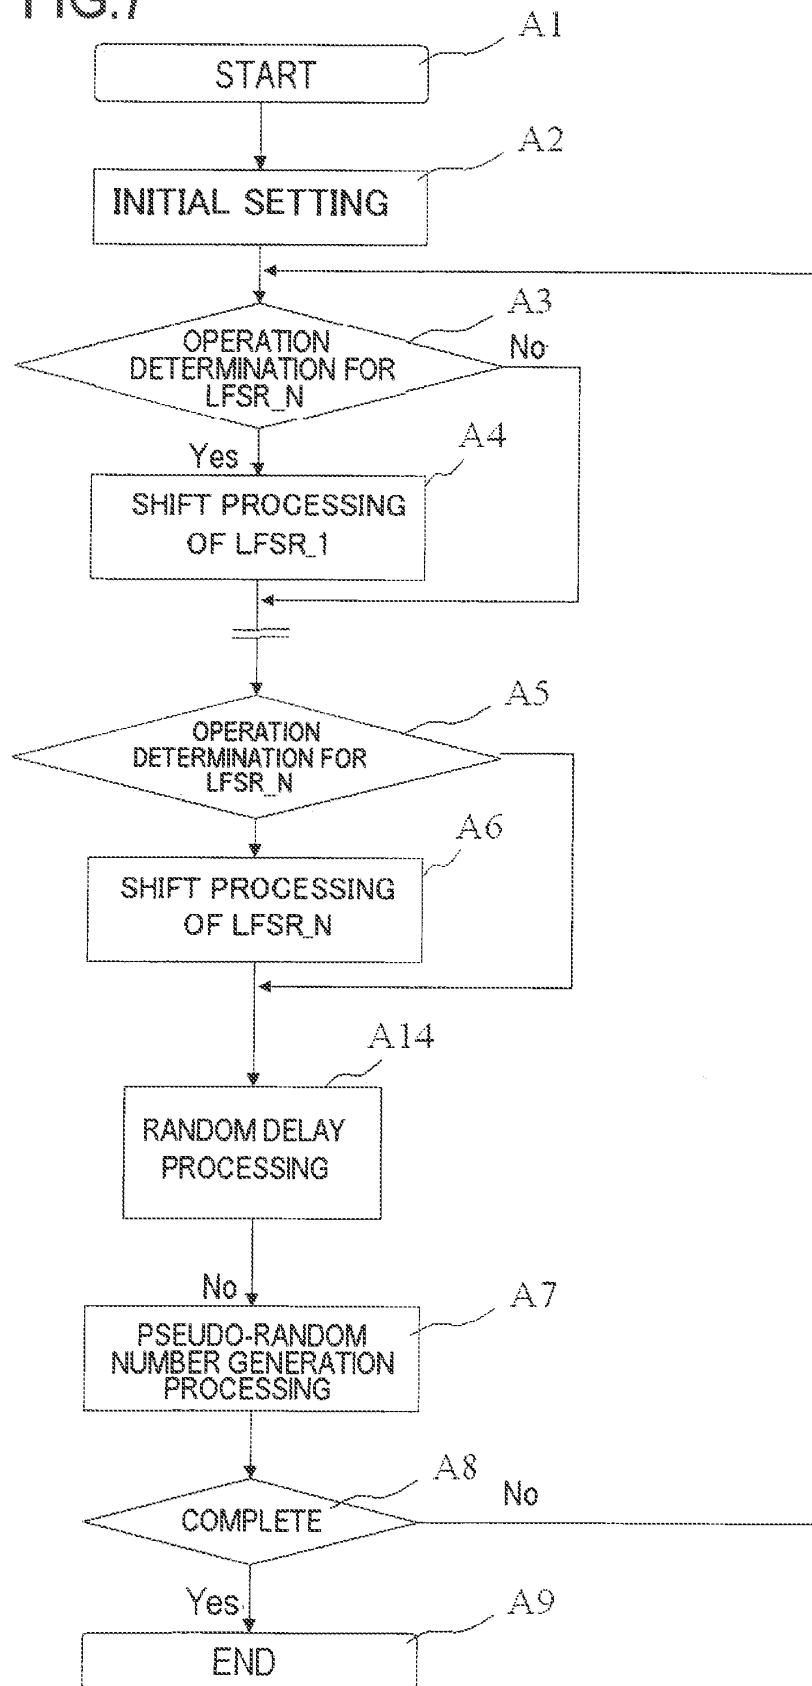 FIG.7
A1
START
A2
INITIAL SETTING
A3
OPERATION
DETERMINATION FOR
LFSR_N
No
A4
Yes
SHIFT PROCESSING
OF LFSR_1
A5
OPERATION
DETERMINATION FOR
LFSR_N
A6
SHIFT PROCESSING
OF LFSR_N
A14
RANDOM DELAY
PROCESSING
No
A7
PSEUDO-RANDOM
NUMBER GENERATION
PROCESSING
A8
No
COMPLETE
Yes
A9
END